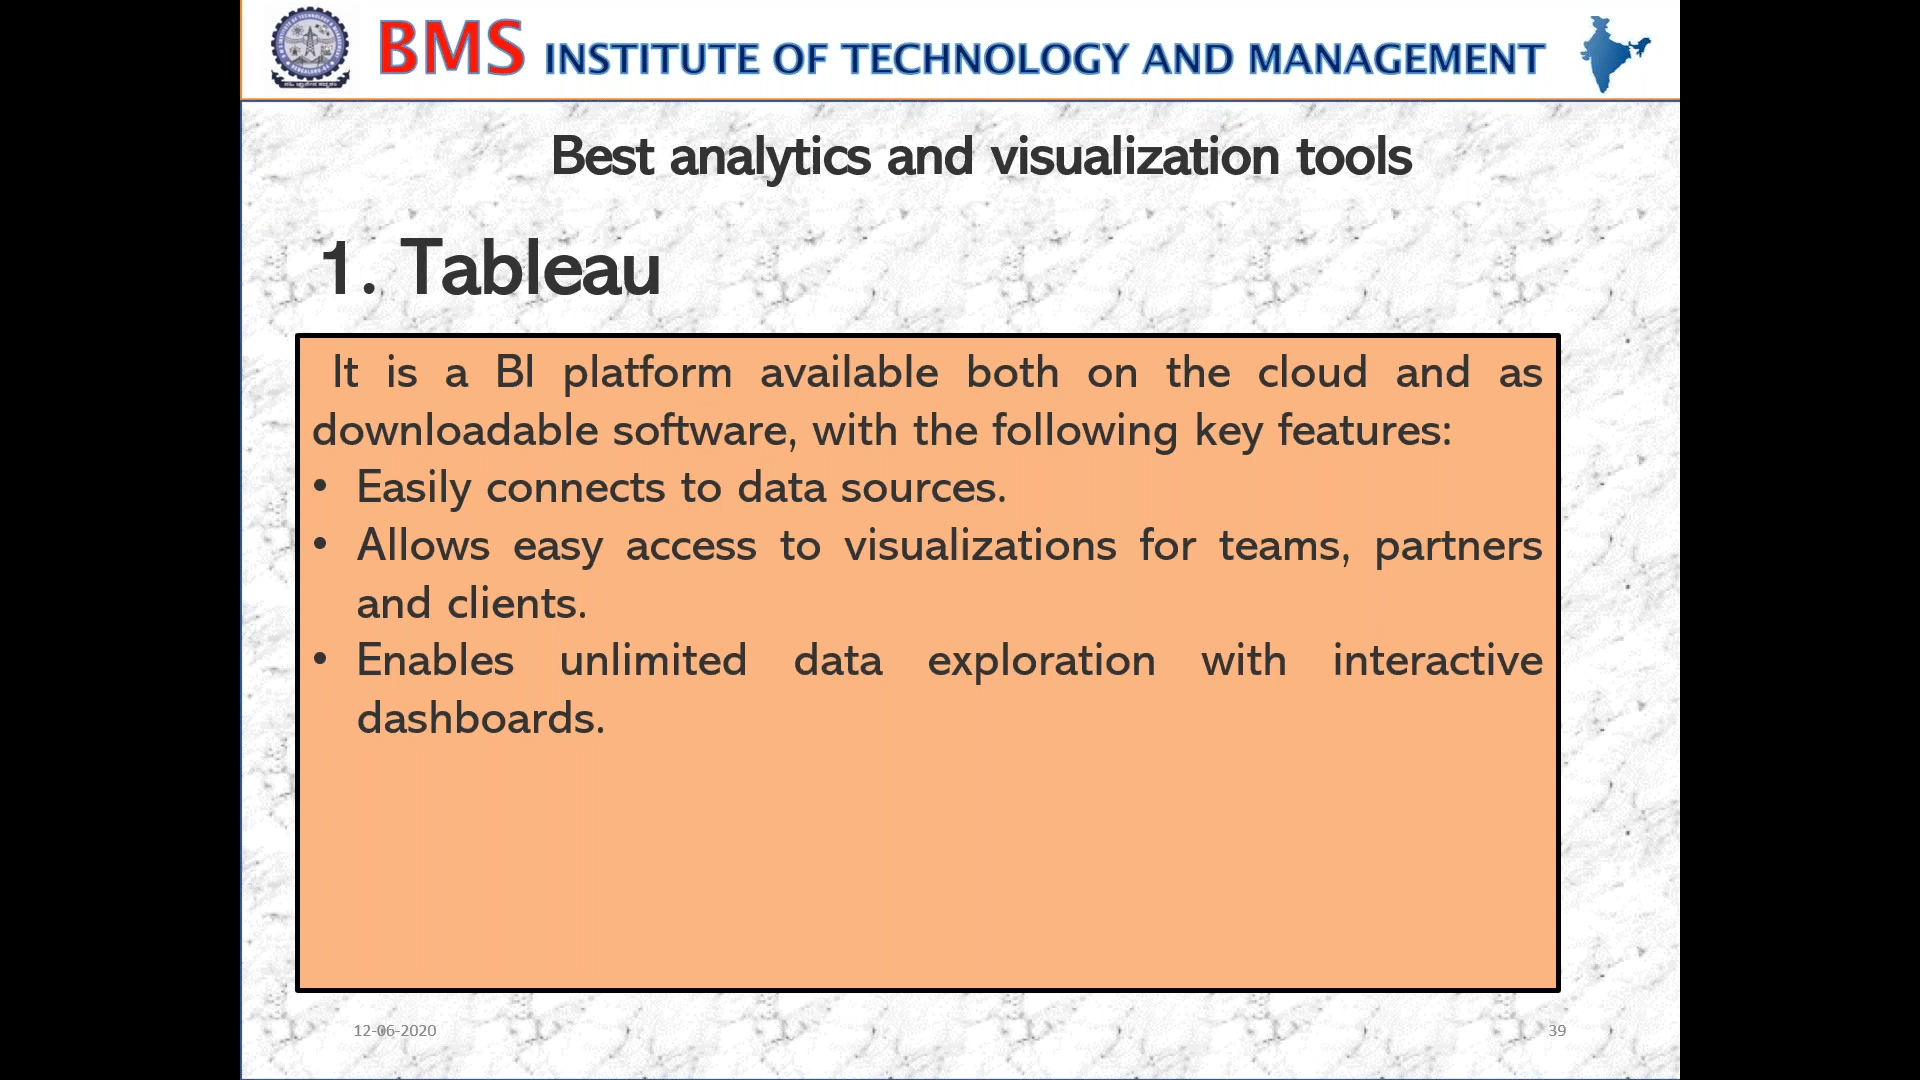 BMS INSTITUTE OF TECHNOLOGY AND MANAGEMENT
Best analytics and visualization tools
1. Tableau
It is a BI platform available both on the cloud and as
downloadable software, with the following key features:
• Easily connects to data sources.
• Allows easy access to visualizations for teams, partners
and clients.
• Enables unlimited data exploration with interactive
dashboards.
12-06-2020
39